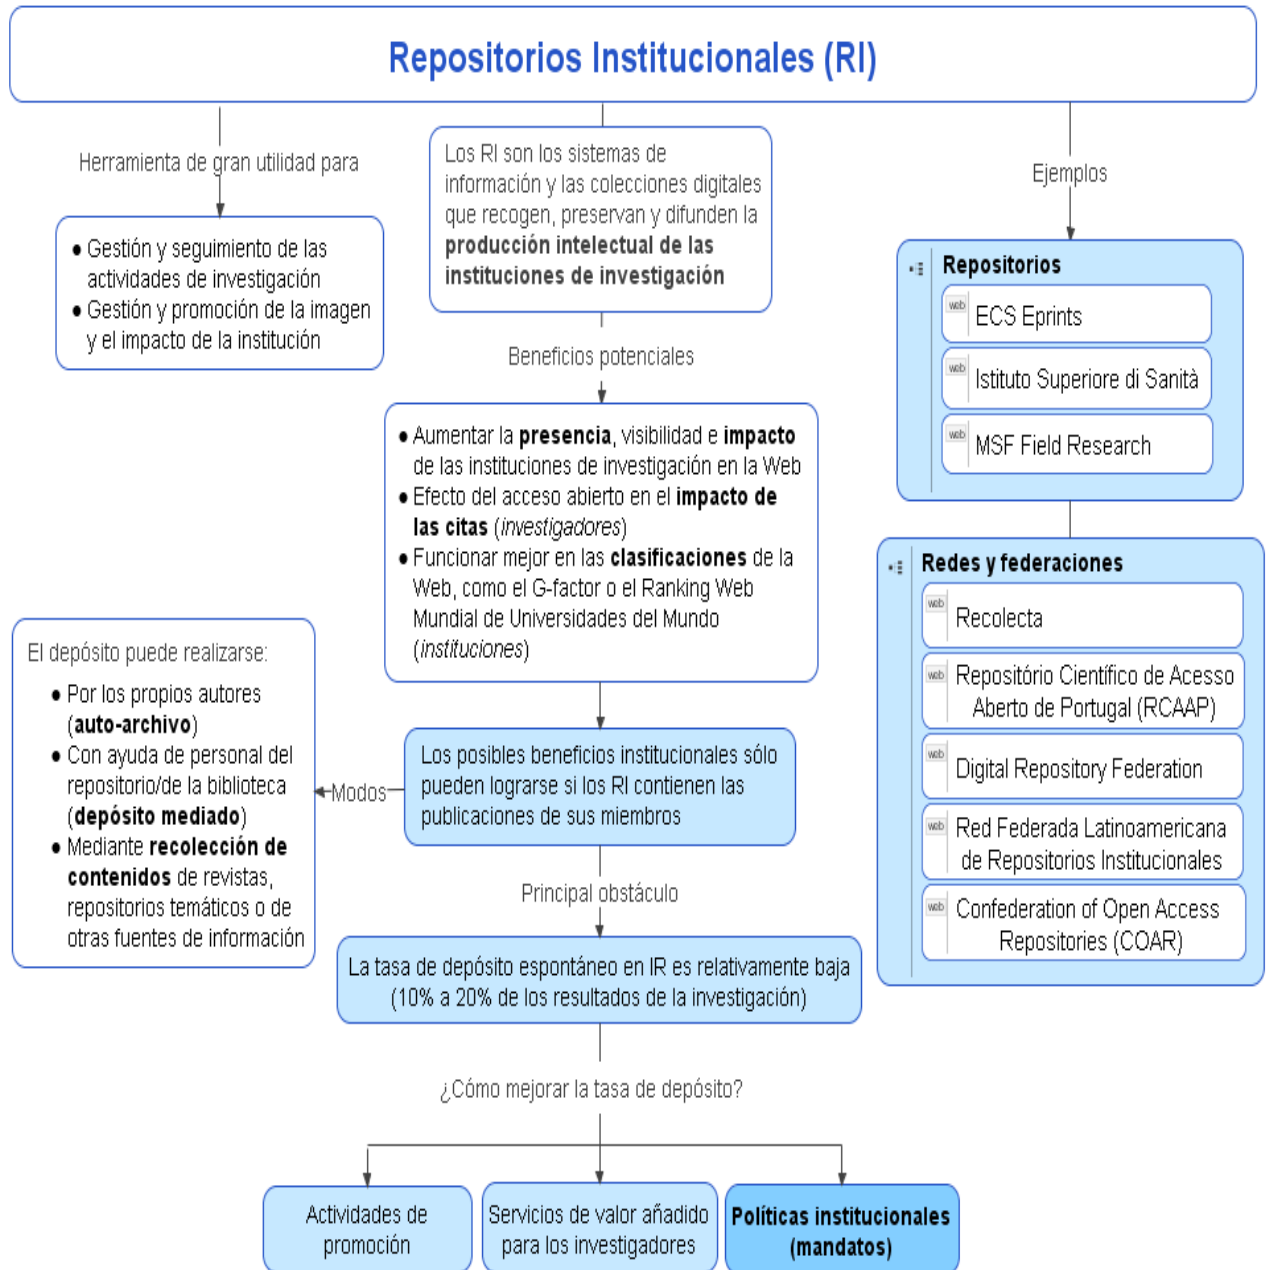 Repositorios Institucionales (RI)
Herramienta de gran utilidad para
● Gestión y seguimiento de las
actividades de investigación
● Gestión y promoción de la imagen
y el impacto de la institución
Los RI son los sistemas de
información y las colecciones digitales
que recogen, preservan y difunden la
producción intelectual de las
instituciones de investigación
Beneficios potenciales
● Aumentar la presencia, visibilidad e impacto
de las instituciones de investigación en la Web
● Efecto del acceso abierto en el impacto de
las citas (investigadores)
● Funcionar mejor en las clasificaciones de la
Web, como el G-factor o el Ranking Web
Mundial de Universidades del Mundo
(instituciones)
Los posibles beneficios institucionales sólo
pueden lograrse si los RI contienen las
publicaciones de sus miembros
Modos
El depósito puede realizarse:
● Por los propios autores
(auto-archivo)
● Con ayuda de personal del
repositorio/de la biblioteca
(depósito mediado)
● Mediante recolección de
contenidos de revistas,
repositorios temáticos o de
otras fuentes de información
Principal obstáculo
La tasa de depósito espontáneo en IR es relativamente baja
(10% a 20% de los resultados de la investigación)
¿Cómo mejorar la tasa de depósito?
Actividades de
promoción
Servicios de valor añadido
para los investigadores
Políticas institucionales
(mandatos)
Ejemplos
Repositorios
web ECS Eprints
web Istituto Superiore di Sanità
web MSF Field Research
Redes y federaciones
web Recolecta
web Repositório Científico de Acesso
Aberto de Portugal (RCAAP)
web Digital Repository Federation
web Red Federada Latinoamericana
de Repositorios Institucionales
web Confederation of Open Access
Repositories (COAR)